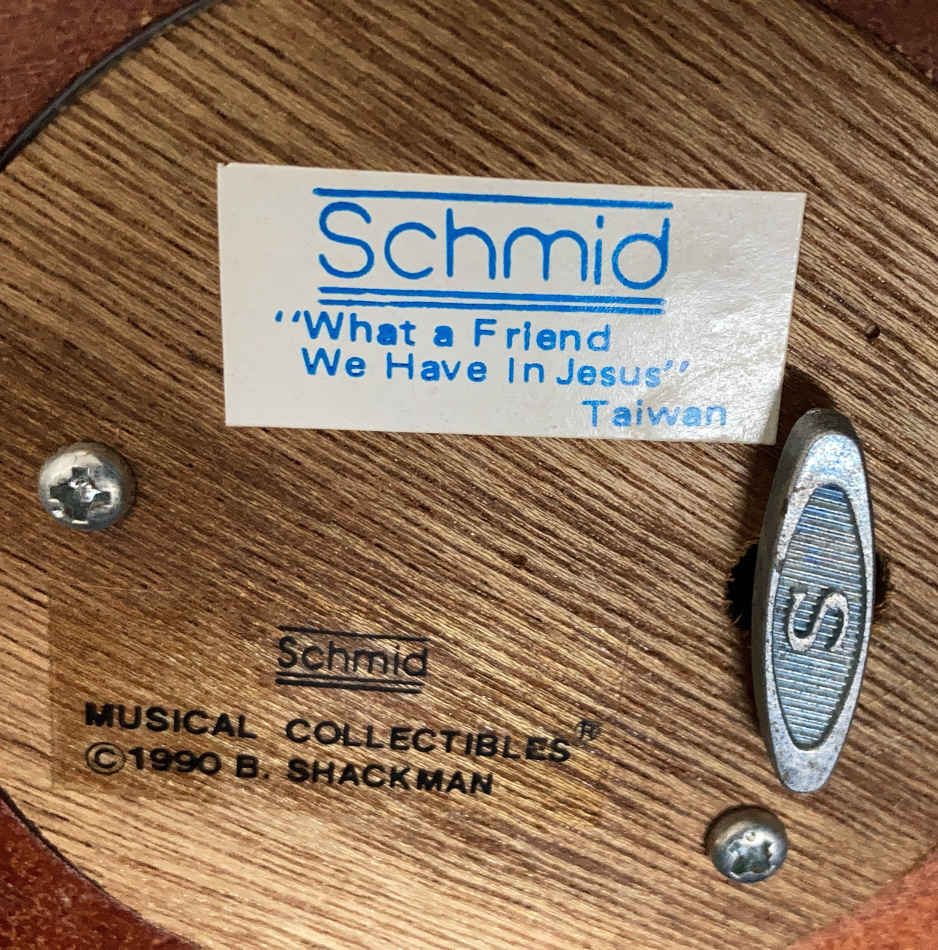 Schmid
"What a Friend
We Have In Jesus"
Taiwan
S
Schmid
MUSICAL COLLECTIBLES®
©1990 B. SHACKMAN